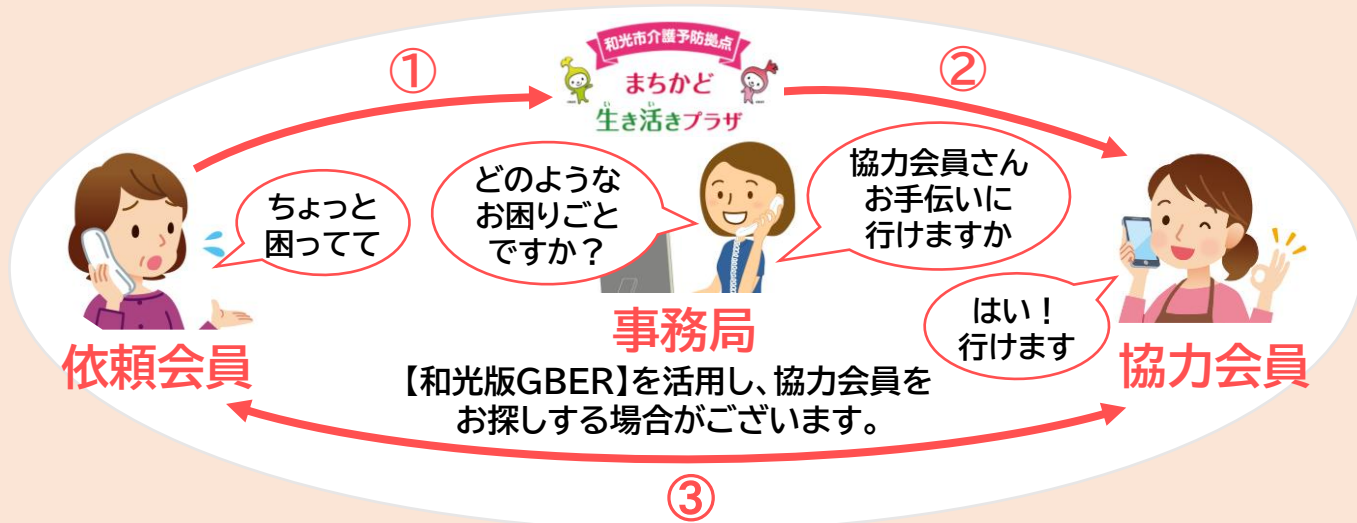 和光市介護予防拠点
まちかど
い い
生き活きプラザ
①
②
ちょっと
困ってて
どのような
お困りごと
ですか？
協力会員さん
お手伝いに
行けますか
はい！
行けます
依頼会員
事務局
協力会員
【和光版GBER】を活用し、協力会員を
お探しする場合がございます。
③